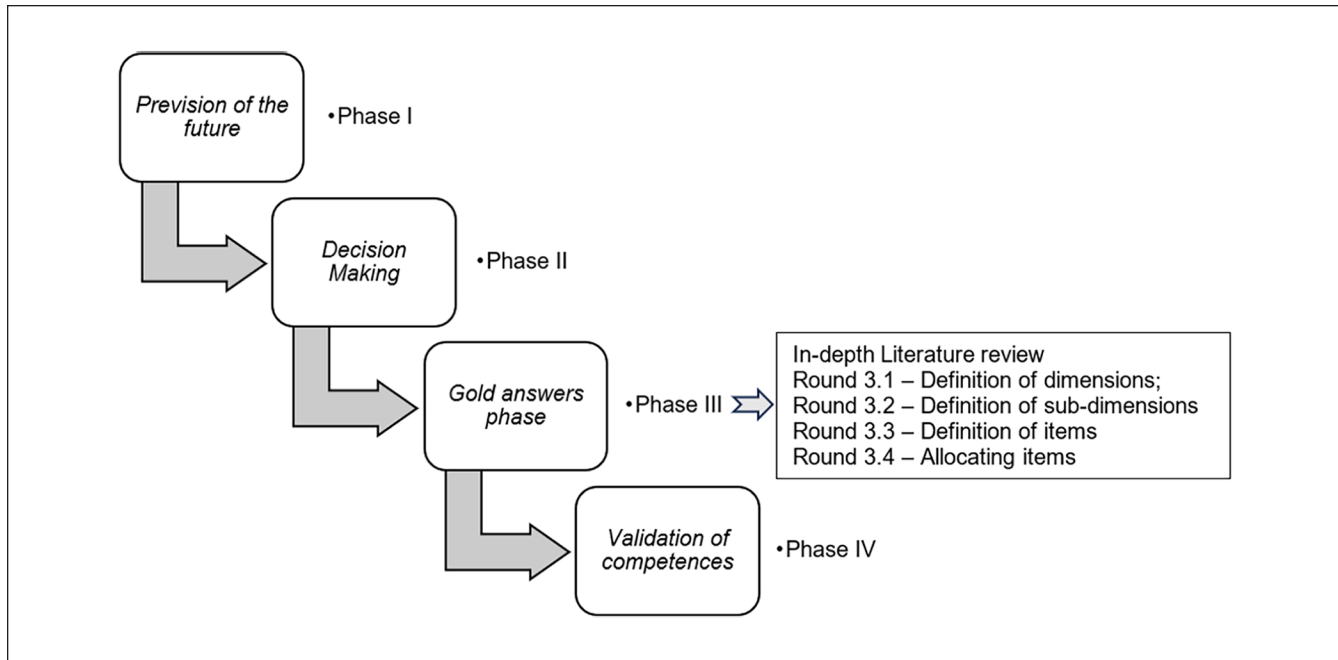 Prevision of the
future
•Phase I
Decision
Making
•Phase II
Gold answers
phase
•Phase III
In-depth Literature review
Round 3.1 – Definition of dimensions;
Round 3.2 – Definition of sub-dimensions
Round 3.3 – Definition of items
Round 3.4 – Allocating items
Validation of
competences
•Phase IV